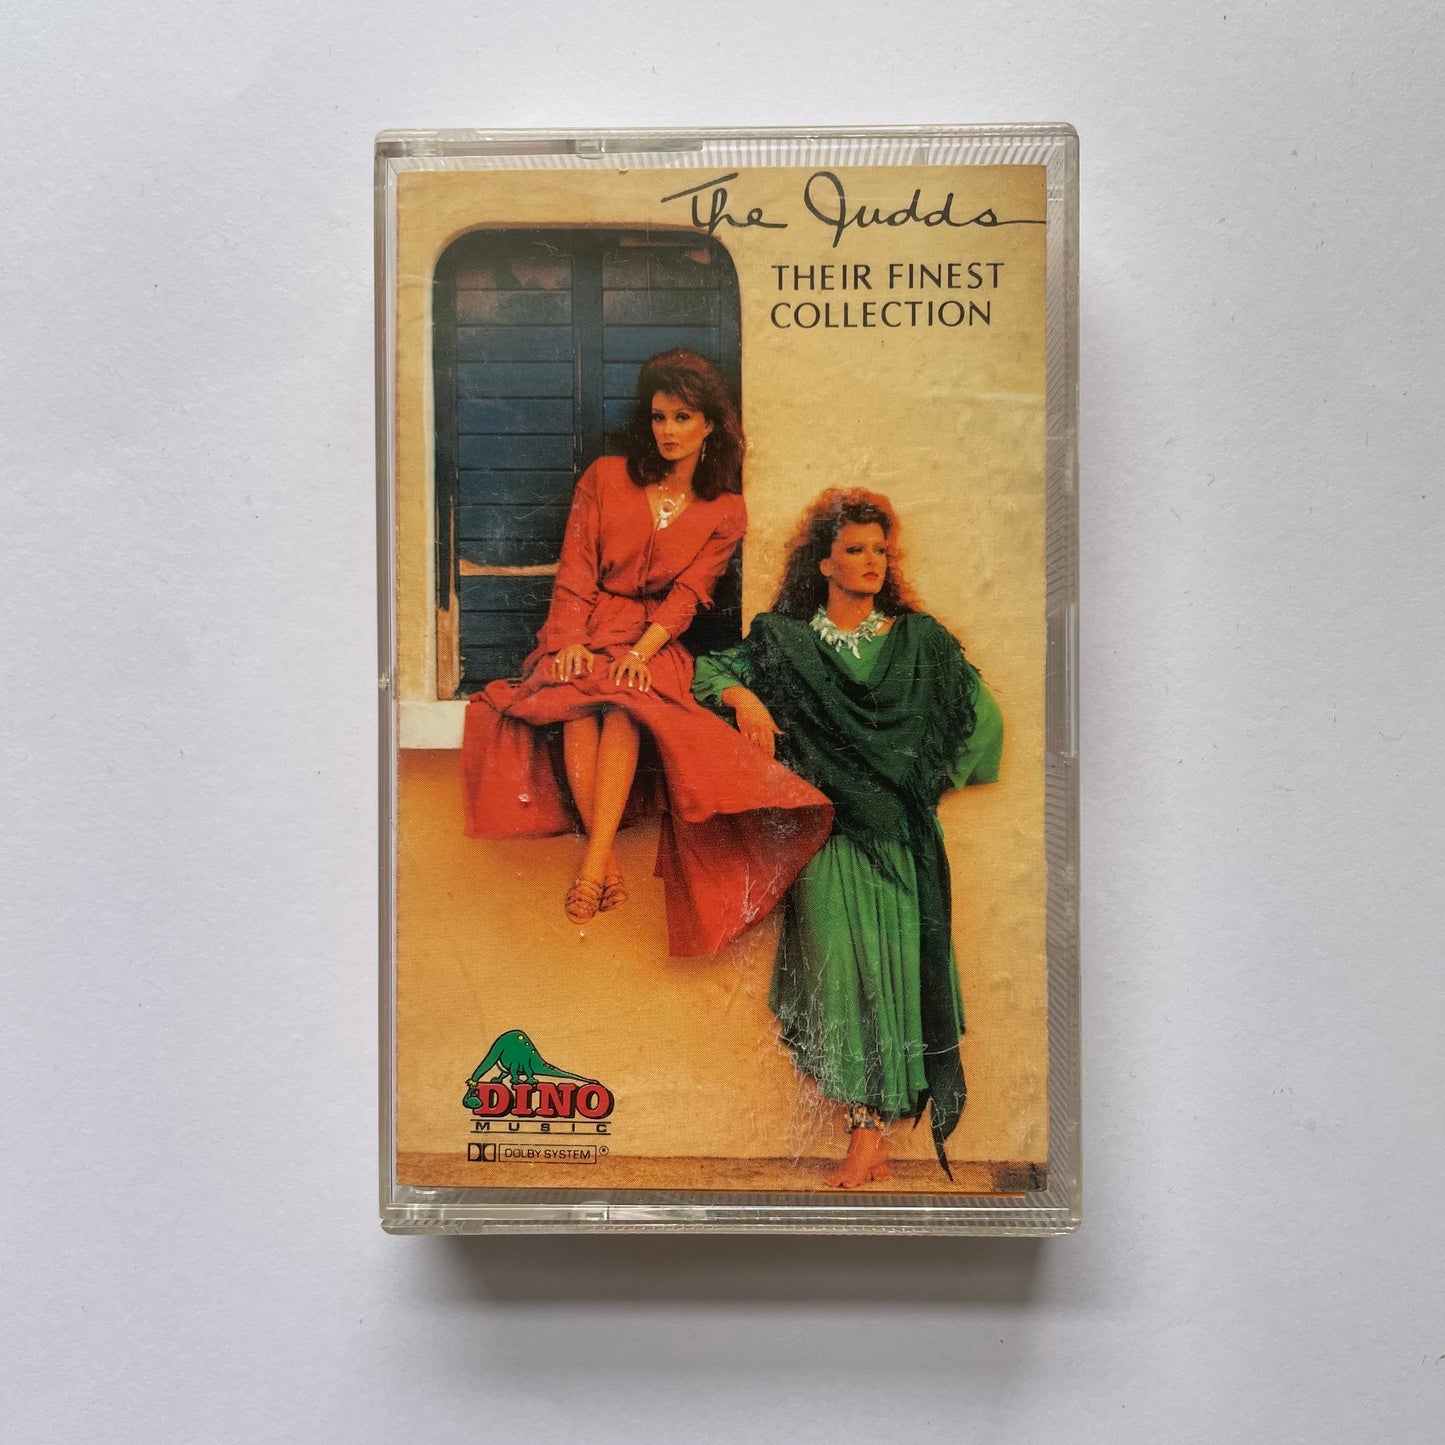 The Judds
THEIR FINEST
COLLECTION
DINO
MUSIC
DOLBY SYSTEM®